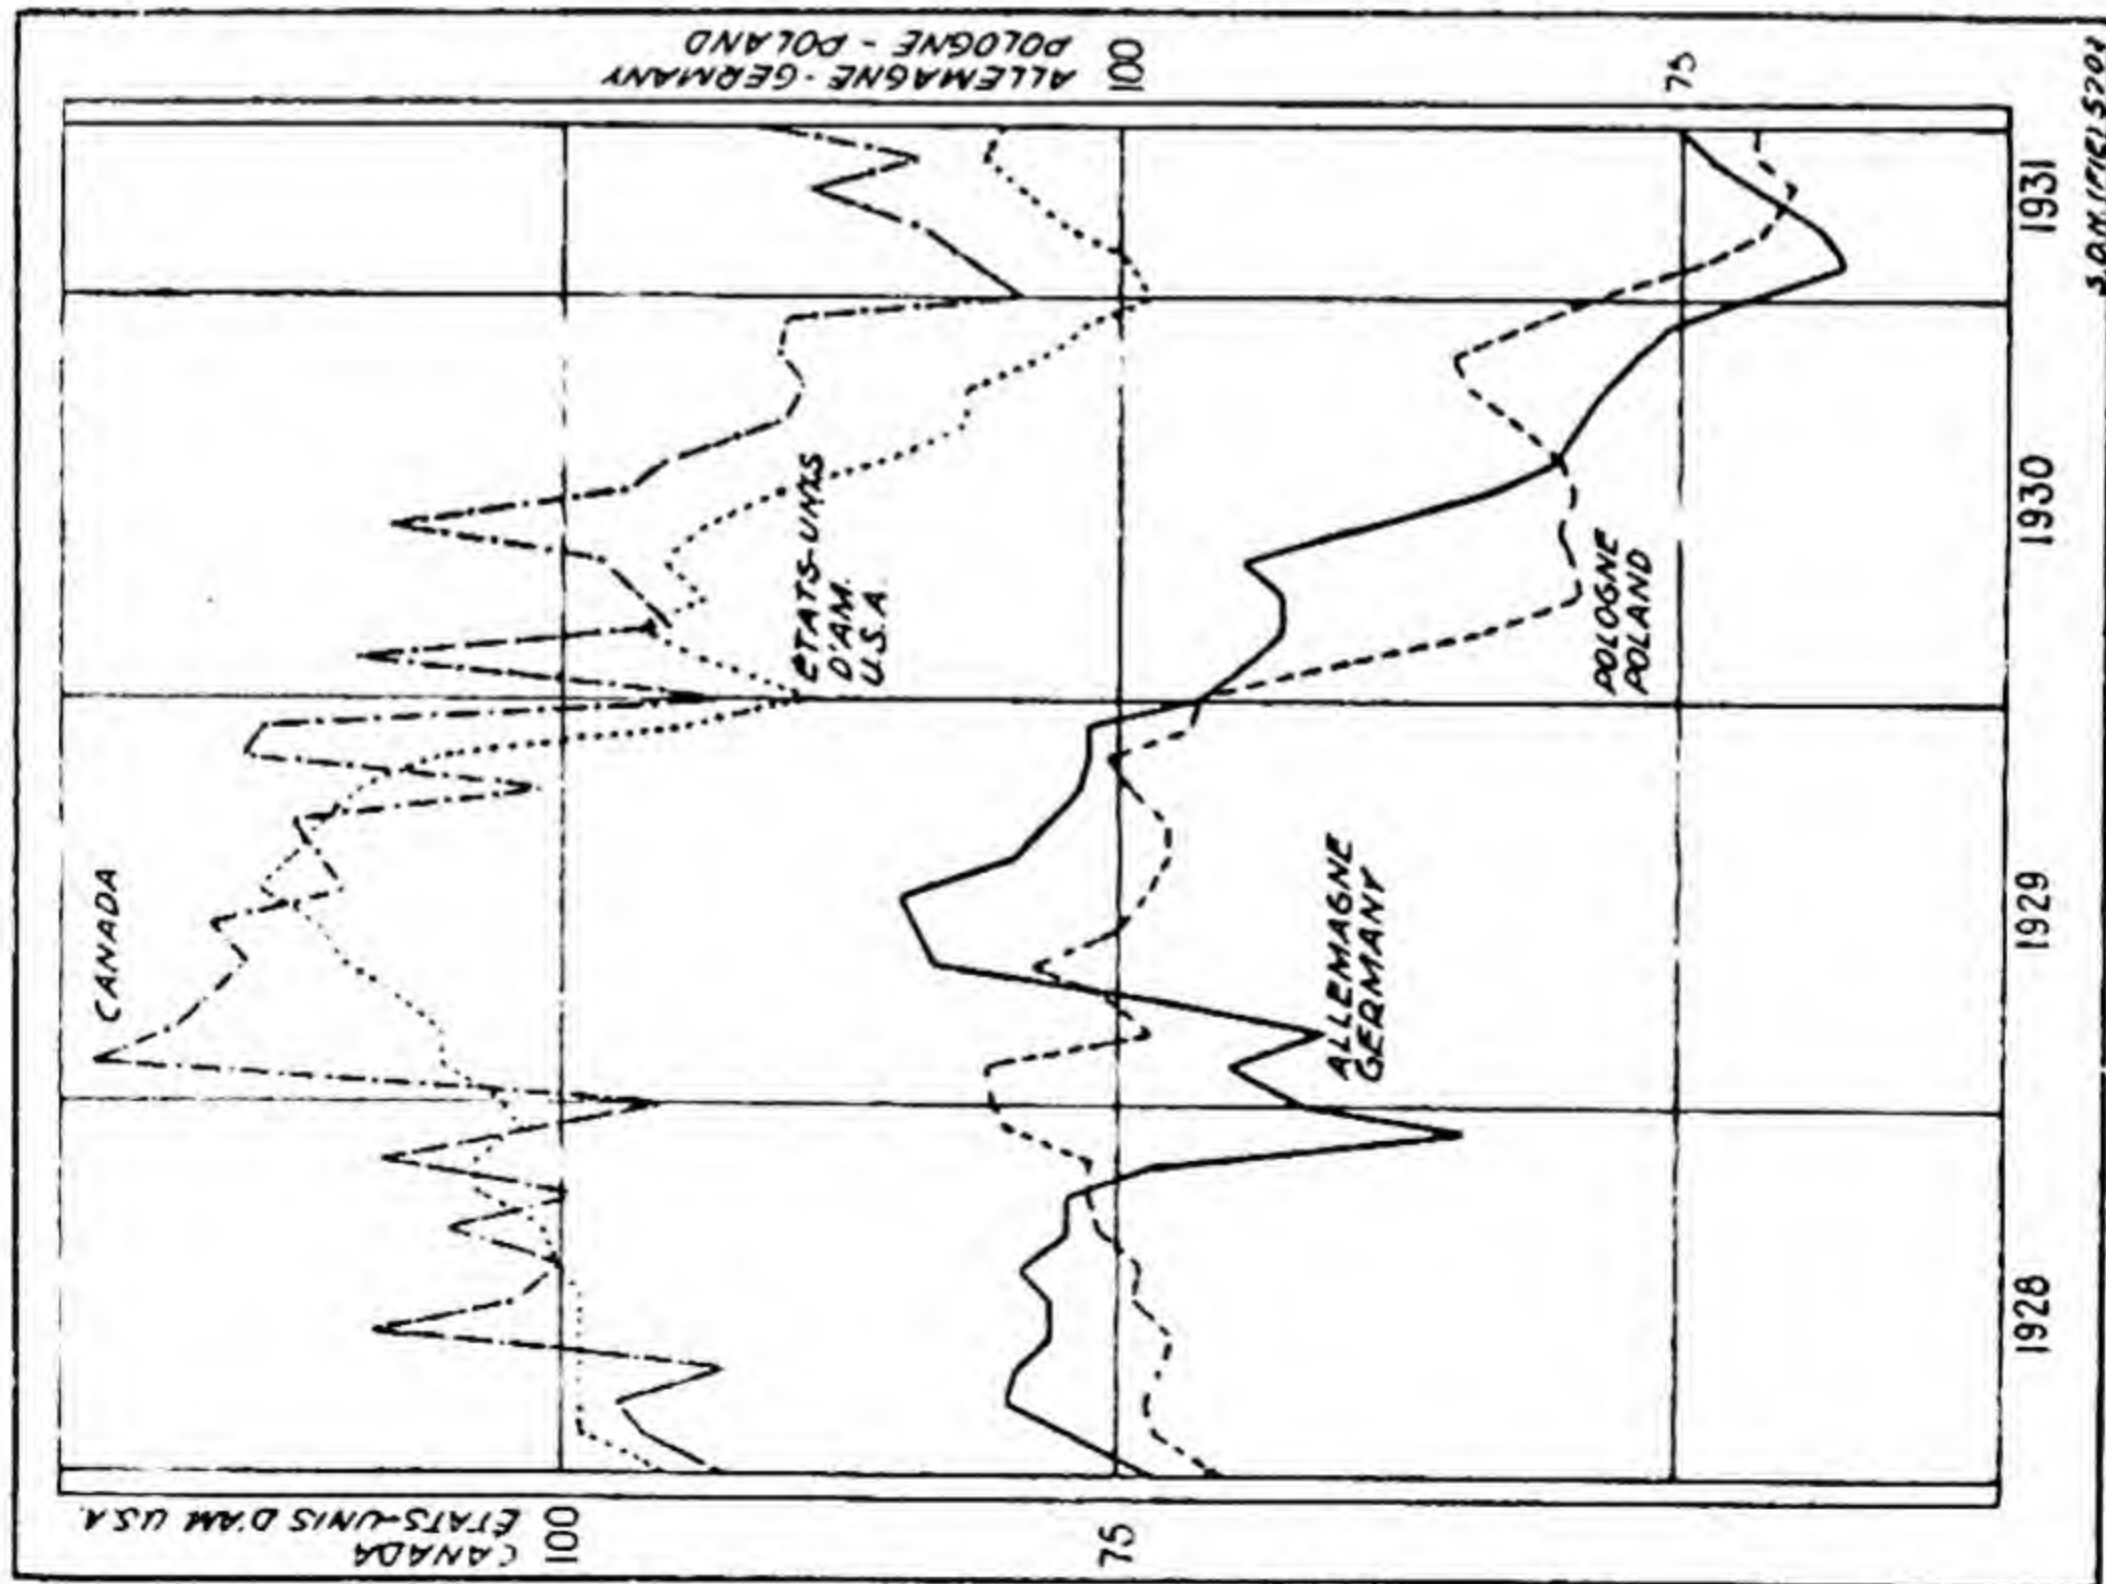 CANADA
ETATS-UNIS D'AM. U.S.A.
100
75
ALLEMAGNE - GERMANY
POLOGNE - POLAND
100
75
CANADA
ÉTATS-UNIS
D'AM.
U.S.A.
ALLEMAGNE
GERMANY
POLOGNE
POLAND
1928
1929
1930
1931